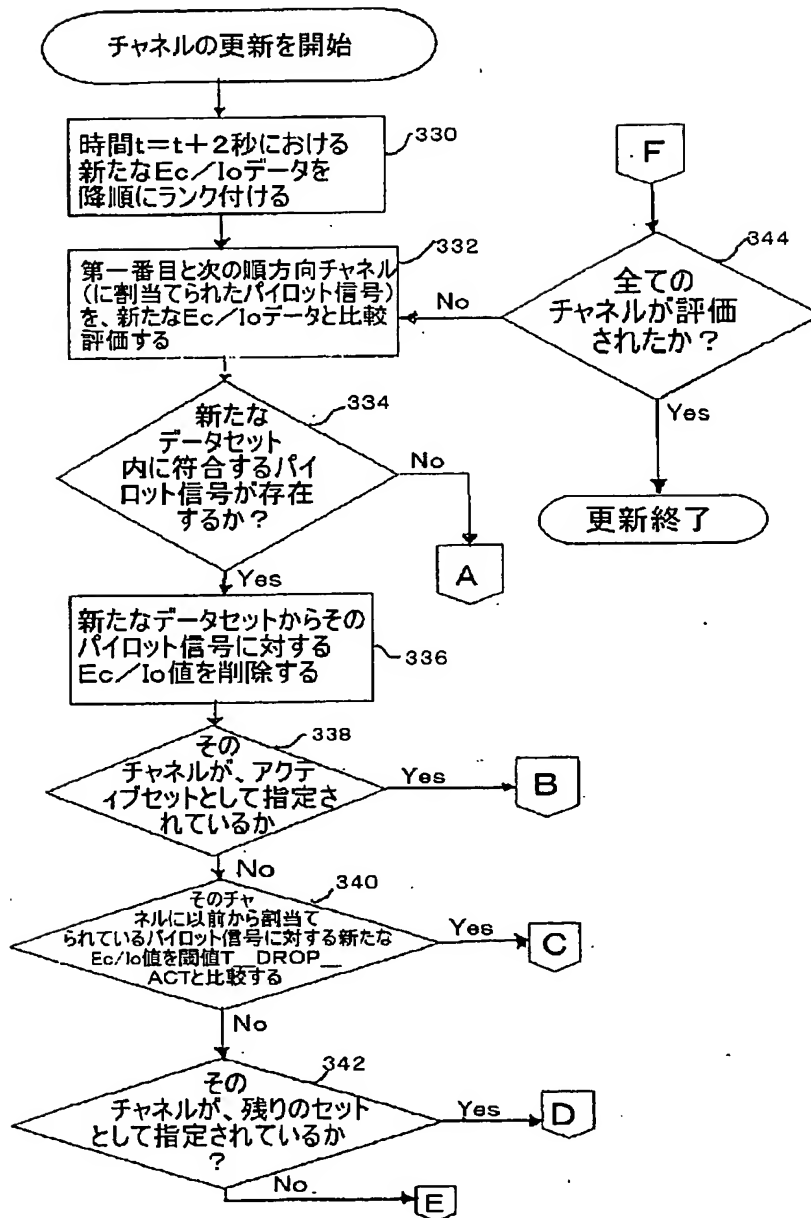 チャネルの更新を開始
330
時間t=t+2秒における
新たなEc/Ioデータを
降順にランク付ける
332
第一番目と次の順方向チャネル
(に割当てられたパイロット信号)
を、新たなEc/Ioデータと比較
評価する
334
新たな
データセット
内に符合するパイ
ロット信号が存在
するか?
No
A
Yes
新たなデータセットからその
パイロット信号に対する
Ec/Io値を削除する
336
338
その
チャネルが、アクテ
ィブセットとして指定さ
れているか
Yes
B
No
340
そのチャ
ネルに以前から割当て
られているパイロット信号に対する新たな
Ec/Io値を閾値T__DROP__
ACTと比較する
Yes
C
No
342
その
チャネルが、残りのセット
として指定されているか
?
Yes
D
No
E
F
344
全ての
チャネルが評価
されたか?
No
Yes
更新終了